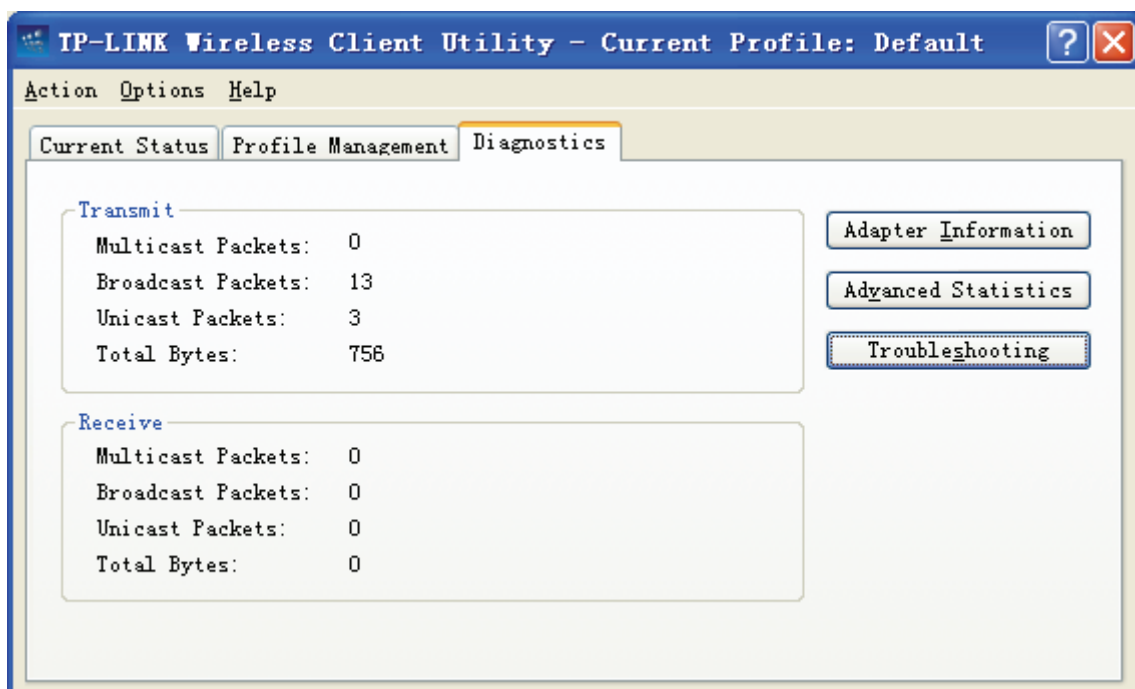 TP-LINK Wireless Client Utility - Current Profile: Default
Action Options Help
Current Status Profile Management Diagnostics
Transmit
Multicast Packets: 0
Broadcast Packets: 13
Unicast Packets: 3
Total Bytes: 756
Adapter Information
Advanced Statistics
Troubleshooting
Receive
Multicast Packets: 0
Broadcast Packets: 0
Unicast Packets: 0
Total Bytes: 0